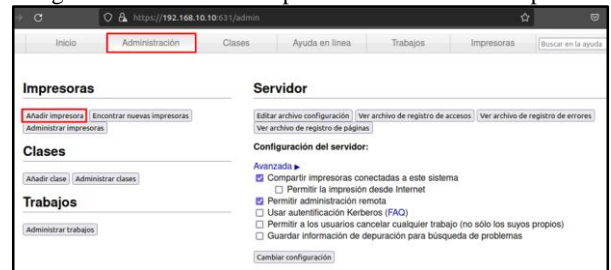 https://192.168.10.10:631/admin
Inicio Administración Clases Ayuda en línea Trabajos Impresoras Buscar en la ayuda
Impresoras
Añadir impresora Encontrar nuevas impresoras
Administrar impresoras
Clases
Añadir clase Administrar clases
Trabajos
Administrar trabajos
Servidor
Editar archivo configuración Ver archivo de registro de accesos Ver archivo de registro de errores
Ver archivo de registro de páginas
Configuración del servidor:
Avanzada
Compartir impresoras conectadas a este sistema
Permitir la impresión desde Internet
Permitir administración remota
Usar autentificación Kerberos (FAQ)
Permitir a los usuarios cancelar cualquier trabajo (no sólo los suyos propios)
Guardar información de depuración para búsqueda de problemas
Cambiar configuración